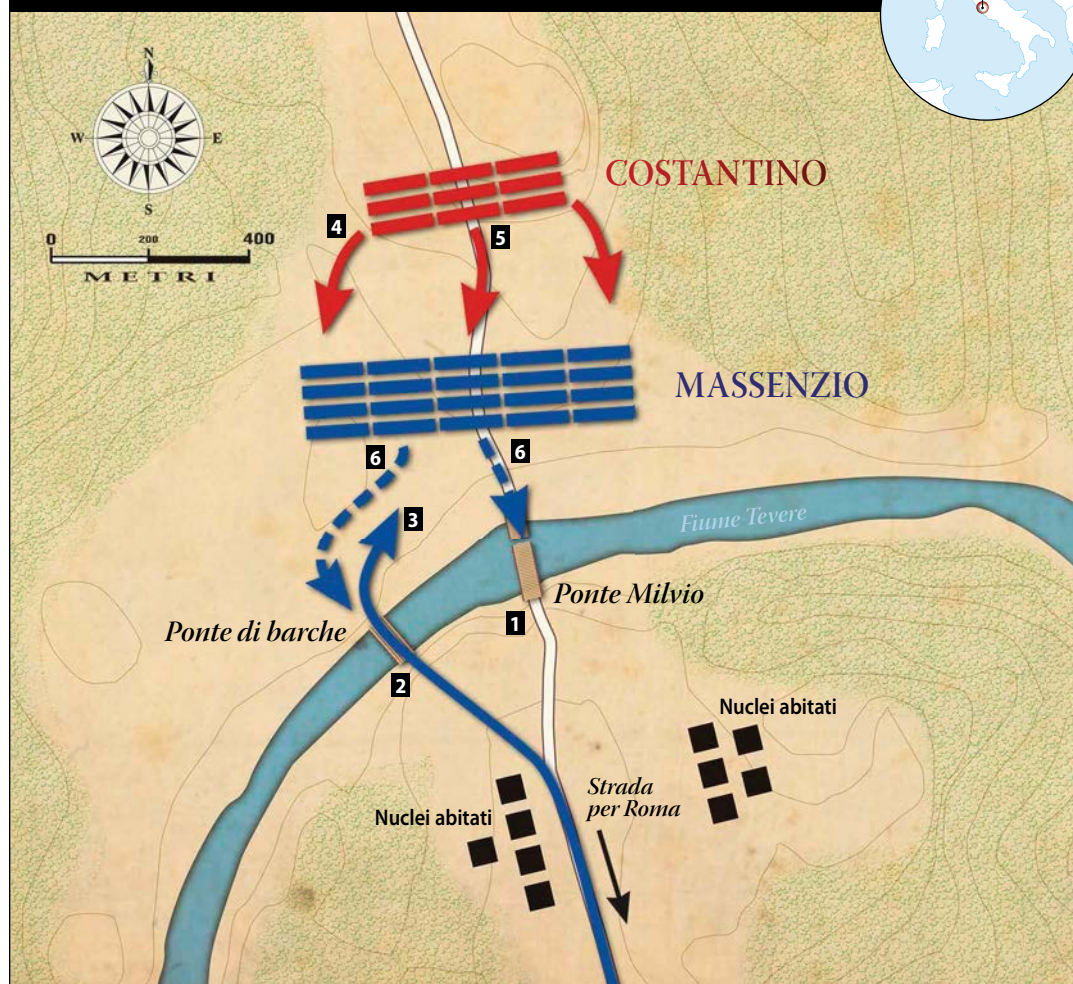 N
W
E
S
0
200
400
METRI
COSTANTINO
4
5
MASSENZIO
6
6
3
Fiume Tevere
Ponte Milvio
Ponte di barche
1
2
Nuclei abitati
Strada
per Roma
Nuclei abitati